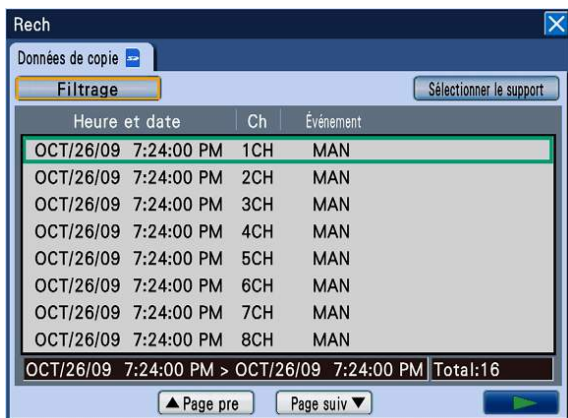 Rech
Données de copie
Filtrage Sélectionner le support
Heure et date Ch Événement
OCT/26/09 7:24:00 PM 1CH MAN
OCT/26/09 7:24:00 PM 2CH MAN
OCT/26/09 7:24:00 PM 3CH MAN
OCT/26/09 7:24:00 PM 4CH MAN
OCT/26/09 7:24:00 PM 5CH MAN
OCT/26/09 7:24:00 PM 6CH MAN
OCT/26/09 7:24:00 PM 7CH MAN
OCT/26/09 7:24:00 PM 8CH MAN
OCT/26/09 7:24:00 PM > OCT/26/09 7:24:00 PM Total:16
▲ Page pre Page suiv ▼